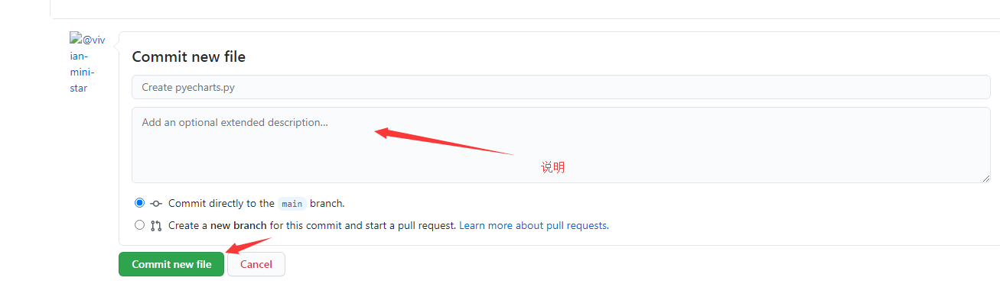 @viv
ian-
mini-
star
Commit new file
Create pyecharts.py
Add an optional extended description...
说明
Commit directly to the main branch.
Create a new branch for this commit and start a pull request. Learn more about pull requests.
Commit new file
Cancel